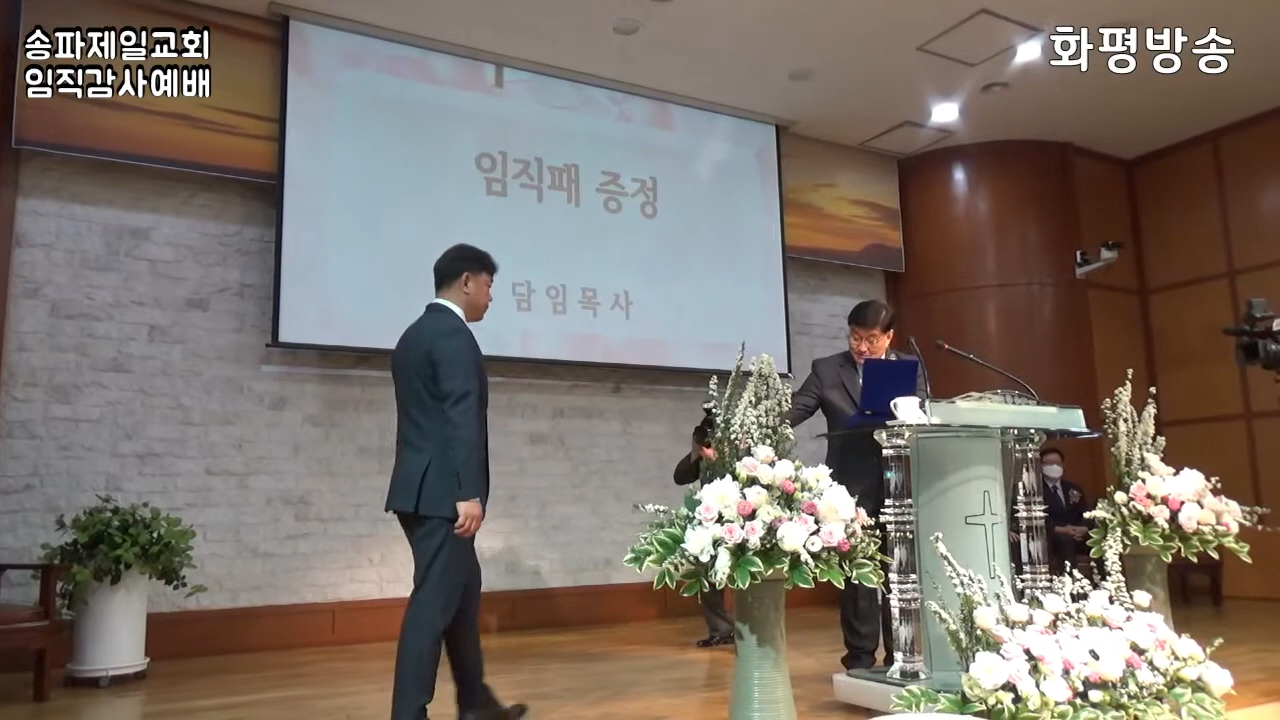 송파제일교회
임직감사예배
화평방송
임직패 증정
담임목사